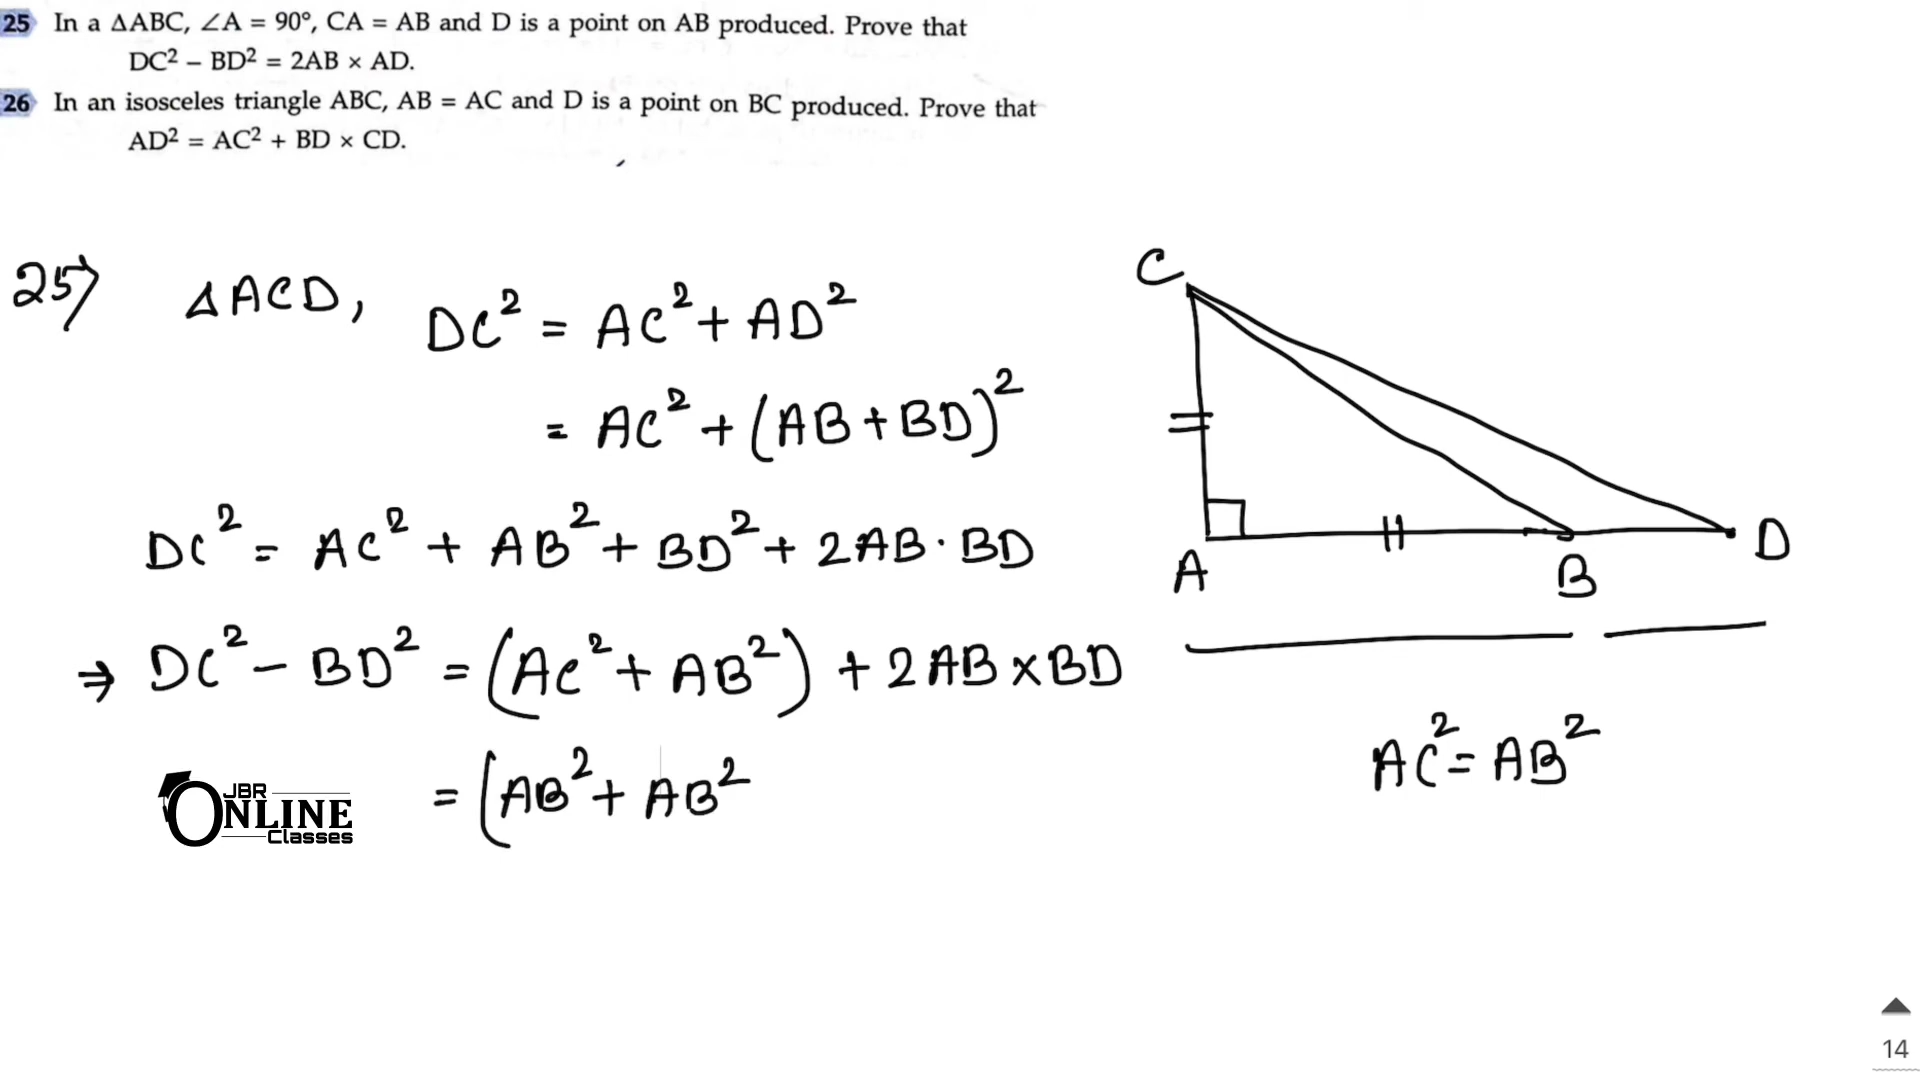 25 In a ΔABC, ∠A = 90°, CA = AB and D is a point on AB produced. Prove that
DC² – BD² = 2AB × AD.
26 In an isosceles triangle ABC, AB = AC and D is a point on BC produced. Prove that
AD² = AC² + BD × CD.
25) ΔACD, DC² = AC² + AD²
= AC² + (AB + BD)²
DC² = AC² + AB² + BD² + 2AB · BD
⇒ DC² – BD² = (AC² + AB²) + 2AB × BD
= (AB² + AB²
C
A
B
D
AC² = AB²
JBR
ONLINE
Classes
14